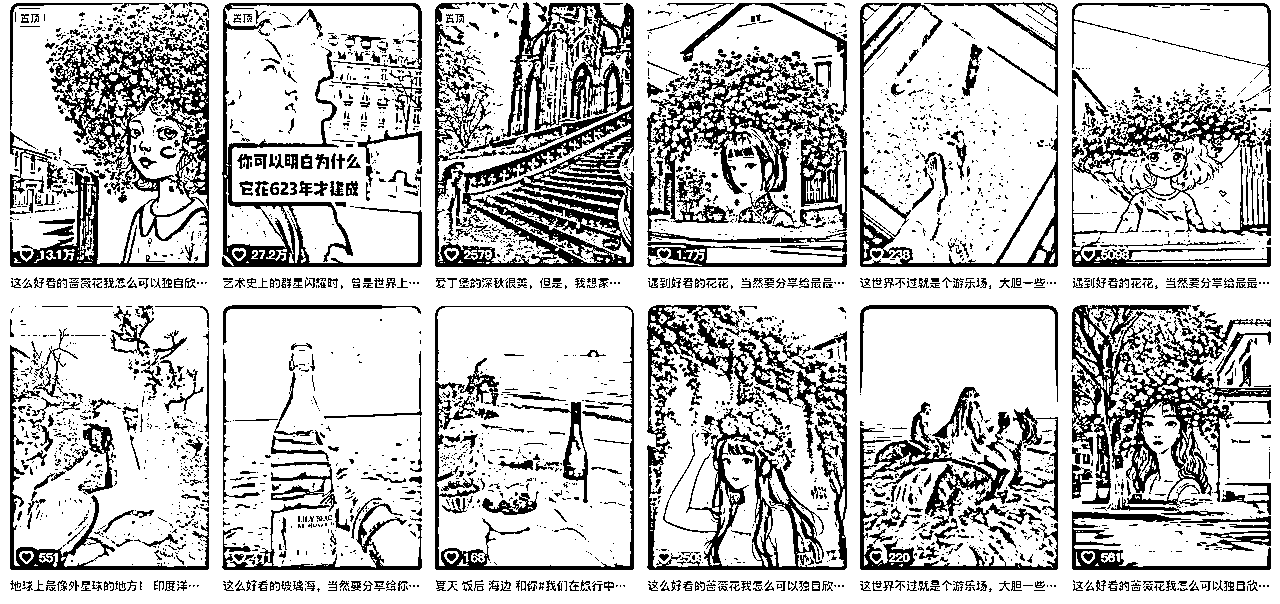 置顶
置顶
置顶
你可以明白为什么
它花623年才建成
13.1万
27.2万
2579
1.7万
238
6098
这么好看的蔷薇花我怎么可以独自欣…
艺术史上的群星闪耀时，曾是世界上…
爱丁堡的深秋很美，但是，我想家…
遇到好看的花花，当然要分享给最最…
这世界不过就是个游乐场，大胆一些…
遇到好看的花花，当然要分享给最最…
LILY
551
168
220
561
地球上最像外星球的地方！印度洋…
这么好看的玻璃海，当然要分享给你…
夏天 饭后 海边 和你#我们在旅行中…
这么好看的蔷薇花我怎么可以独自欣…
这世界不过就是个游乐场，大胆一些…
这么好看的蔷薇花我怎么可以独自欣…